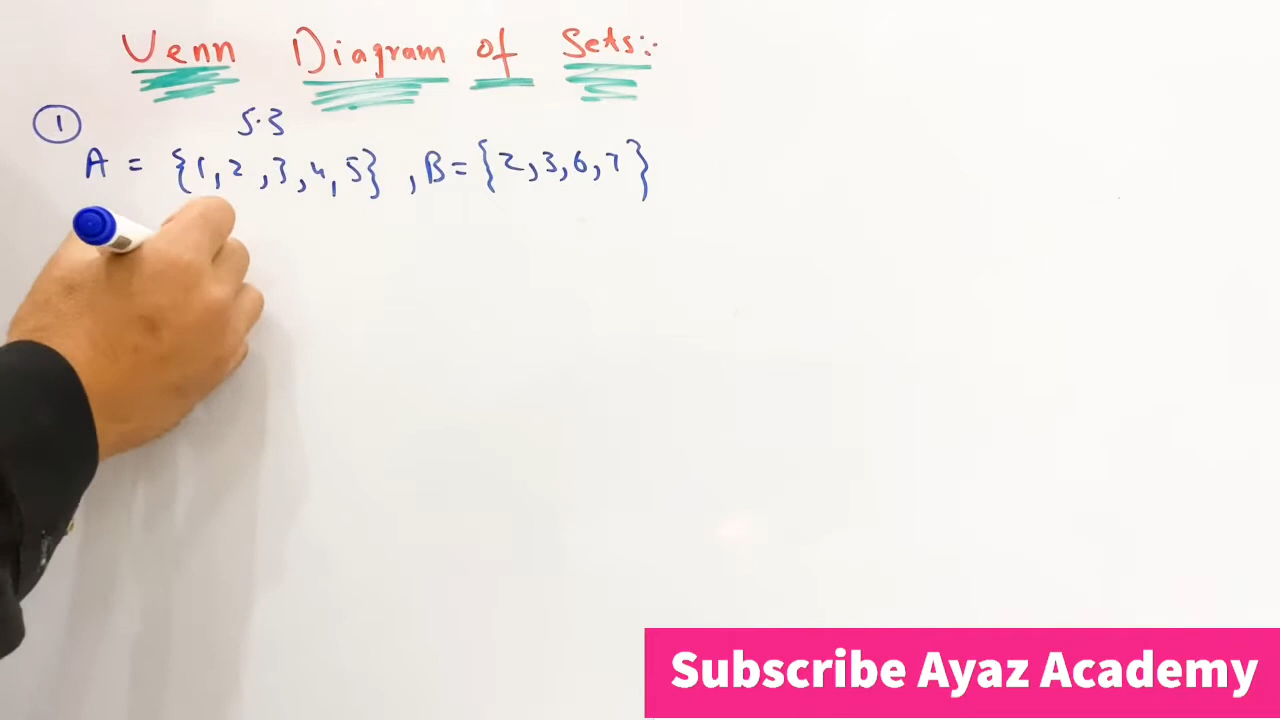 Venn Diagram of Sets:-
1
5.3
A = {1, 2, 3, 4, 5}, B = {2, 3, 6, 7}
Subscribe Ayaz Academy